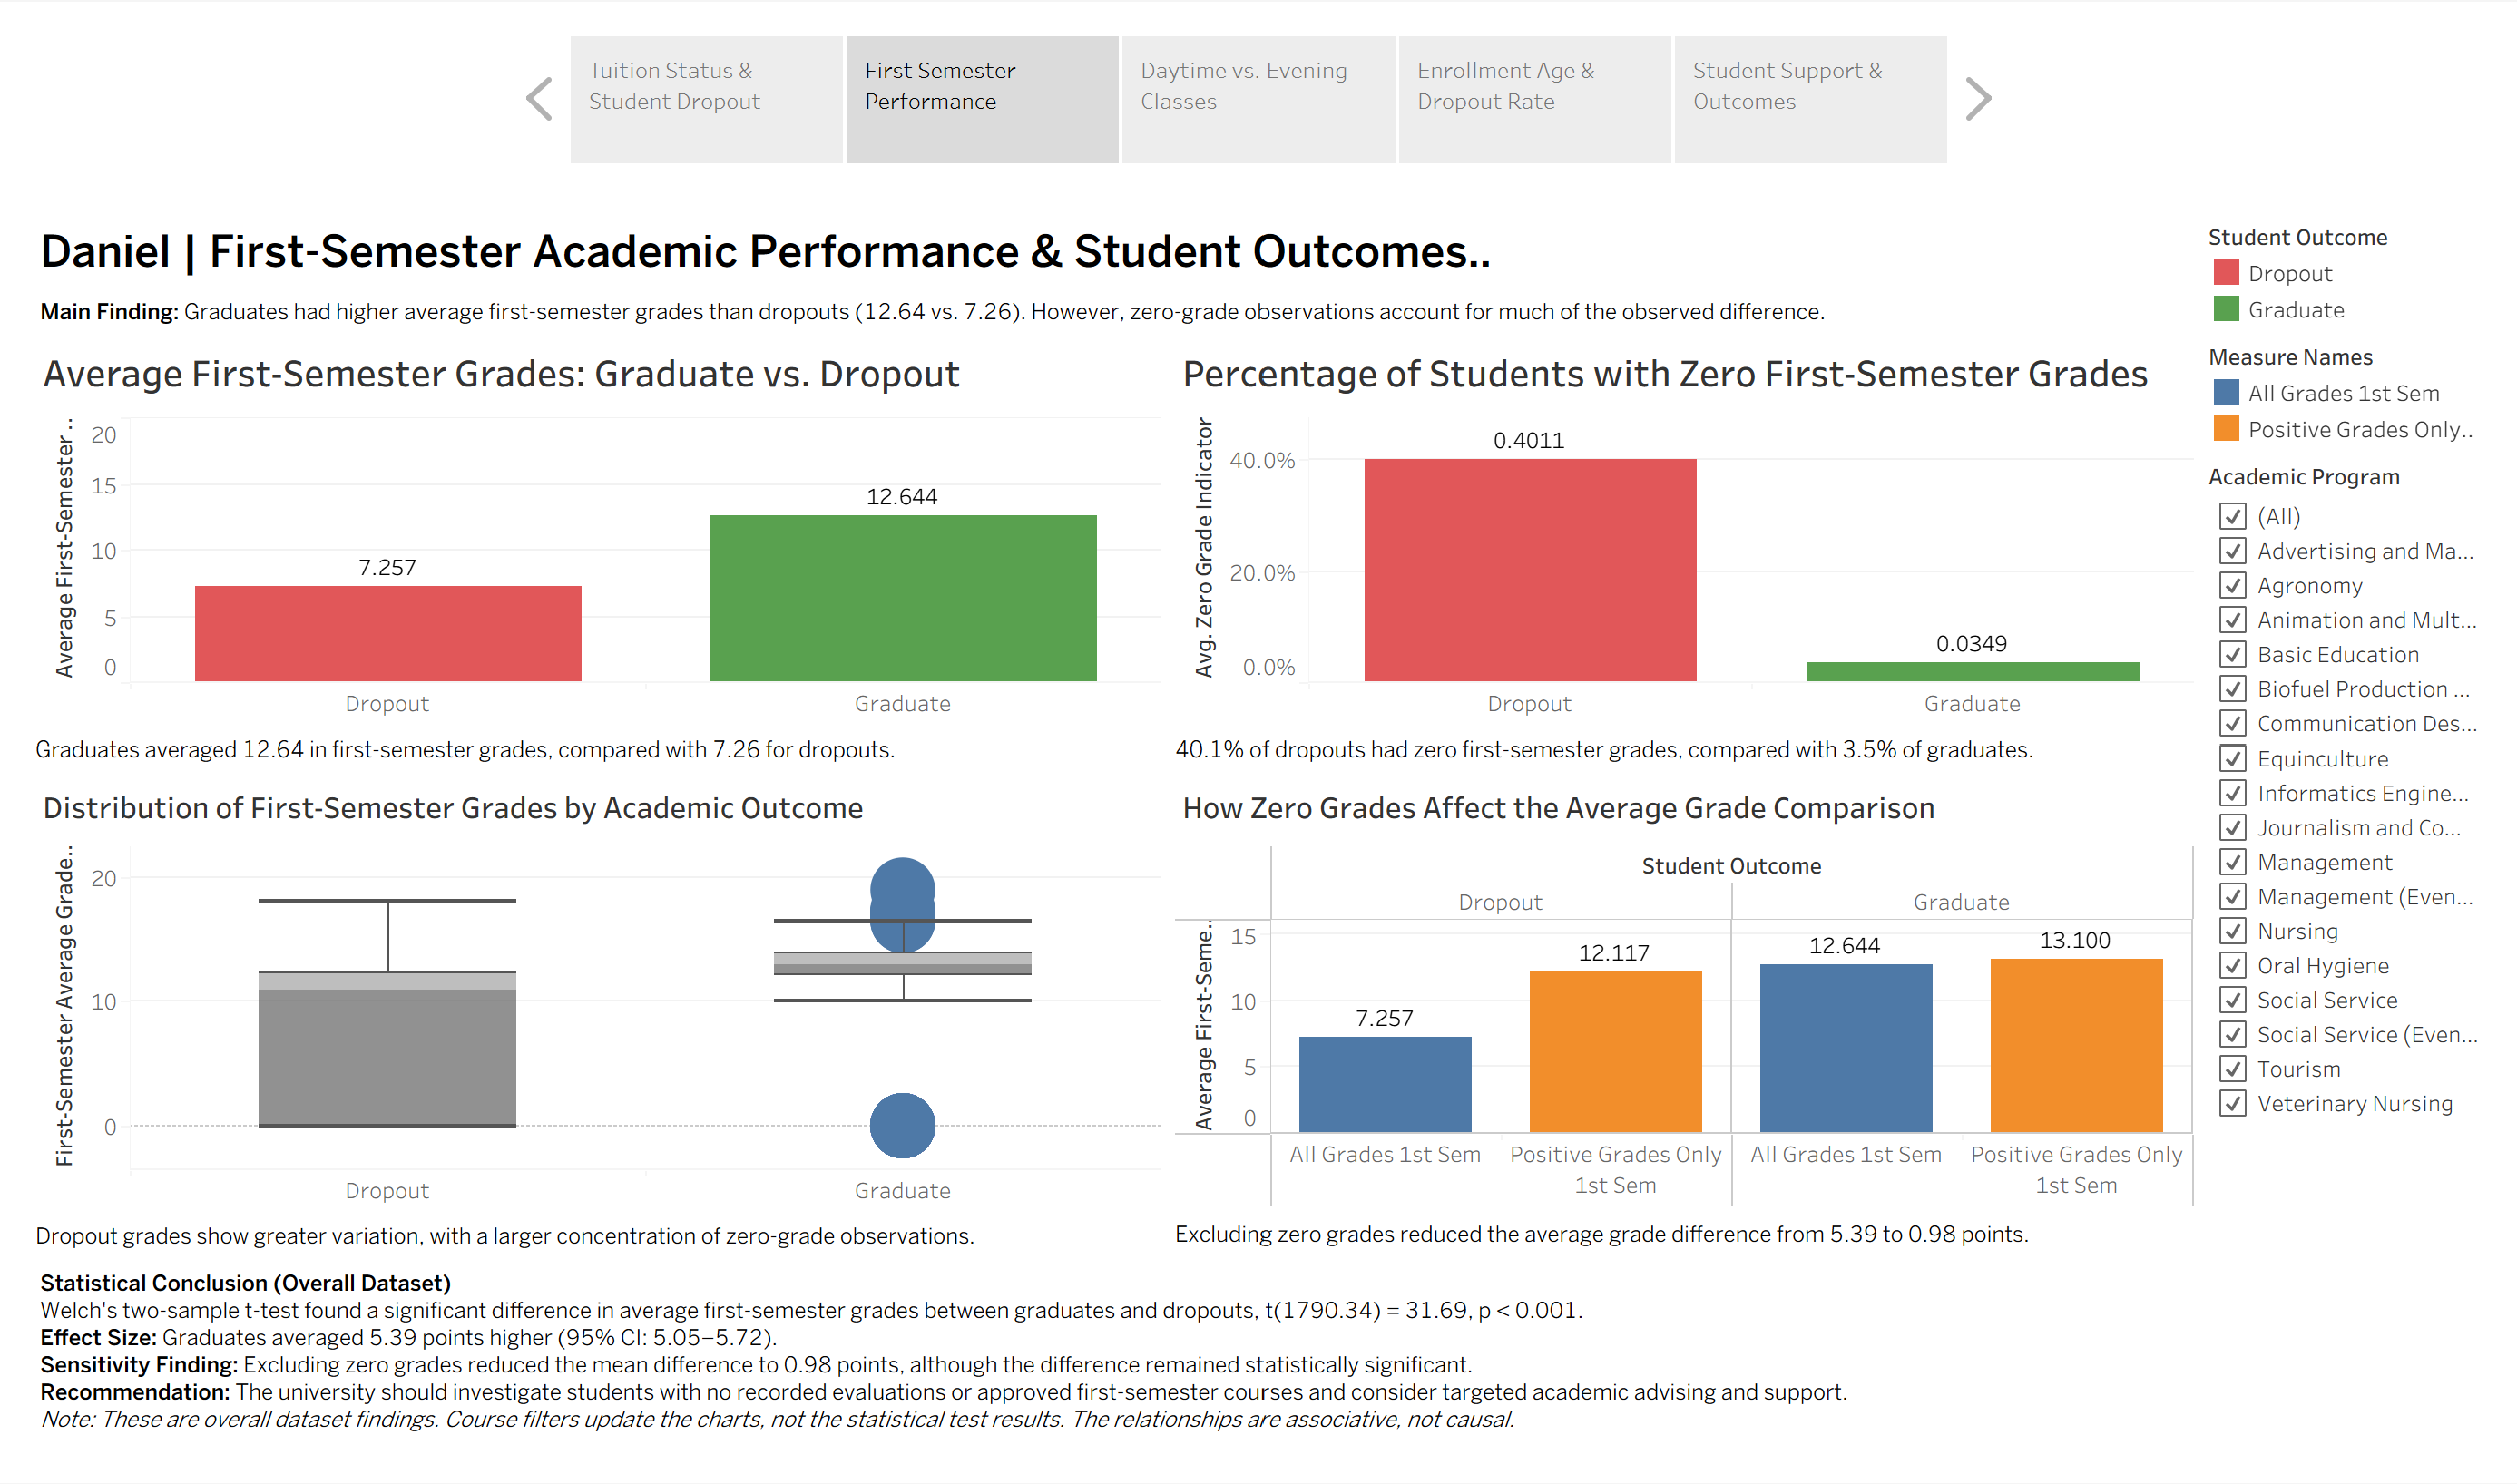 Tuition Status &
Student Dropout
First Semester
Performance
Daytime vs. Evening
Classes
Enrollment Age &
Dropout Rate
Student Support &
Outcomes
Daniel | First-Semester Academic Performance & Student Outcomes..
Main Finding: Graduates had higher average first-semester grades than dropouts (12.64 vs. 7.26). However, zero-grade observations account for much of the observed difference.
Average First-Semester Grades: Graduate vs. Dropout
Average First-Semester ..
20
15
10
5
0
7.257
12.644
Dropout
Graduate
Graduates averaged 12.64 in first-semester grades, compared with 7.26 for dropouts.
Percentage of Students with Zero First-Semester Grades
Avg. Zero Grade Indicator
40.0%
20.0%
0.0%
0.4011
0.0349
Dropout
Graduate
40.1% of dropouts had zero first-semester grades, compared with 3.5% of graduates.
Distribution of First-Semester Grades by Academic Outcome
First-Semester Average Grade..
20
10
0
Dropout
Graduate
Dropout grades show greater variation, with a larger concentration of zero-grade observations.
How Zero Grades Affect the Average Grade Comparison
Student Outcome
Dropout
Graduate
Average First-Seme..
15
10
5
0
7.257
12.117
12.644
13.100
All Grades 1st Sem
Positive Grades Only
1st Sem
All Grades 1st Sem
Positive Grades Only
1st Sem
Excluding zero grades reduced the average grade difference from 5.39 to 0.98 points.
Statistical Conclusion (Overall Dataset)
Welch's two-sample t-test found a significant difference in average first-semester grades between graduates and dropouts, t(1790.34) = 31.69, p < 0.001.
Effect Size: Graduates averaged 5.39 points higher (95% CI: 5.05–5.72).
Sensitivity Finding: Excluding zero grades reduced the mean difference to 0.98 points, although the difference remained statistically significant.
Recommendation: The university should investigate students with no recorded evaluations or approved first-semester courses and consider targeted academic advising and support.
Note: These are overall dataset findings. Course filters update the charts, not the statistical test results. The relationships are associative, not causal.
Student Outcome
Dropout
Graduate
Measure Names
All Grades 1st Sem
Positive Grades Only..
Academic Program
(All)
Advertising and Ma...
Agronomy
Animation and Mult...
Basic Education
Biofuel Production ...
Communication Des...
Equinculture
Informatics Engine...
Journalism and Co...
Management
Management (Even...
Nursing
Oral Hygiene
Social Service
Social Service (Even...
Tourism
Veterinary Nursing